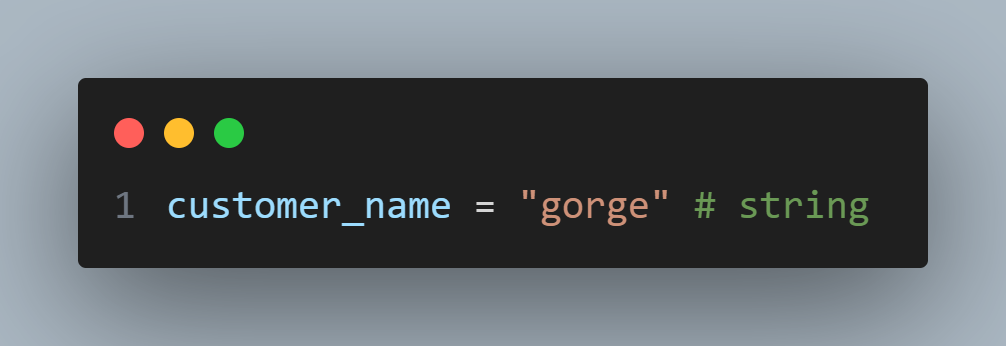 1 customer_name = "gorge" # string